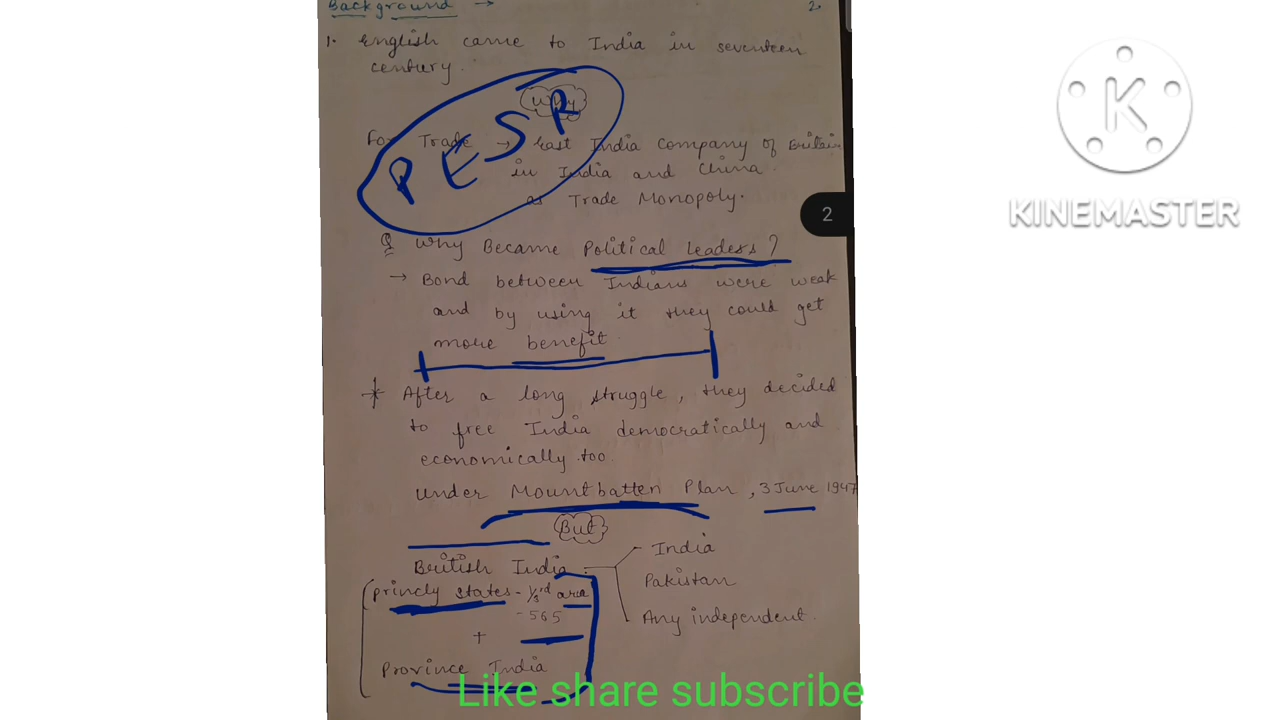 Background → 2.
1. English came to India in seventeen
century.
Why
P E S R
For Trade → East India Company of Britain
in India and China.
as Trade Monopoly.
2
KINEMASTER
Q Why Became Political leaders?
→ Bond between Indians were weak
and by using it they could get
more benefit.
* After a long struggle, they decided
to free India democratically and
economically too.
under Mountbatten Plan, 3 June 1947
But
British India :
India
Pakistan
Any independent.
princly states - 1/3rd area
- 565
+
Province India
Like share subscribe